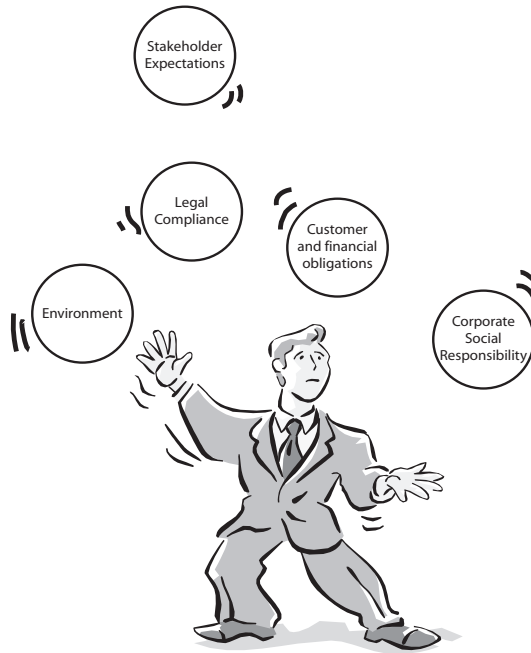 Stakeholder
Expectations
Legal
Compliance
Customer
and financial
obligations
Environment
Corporate
Social
Responsibility